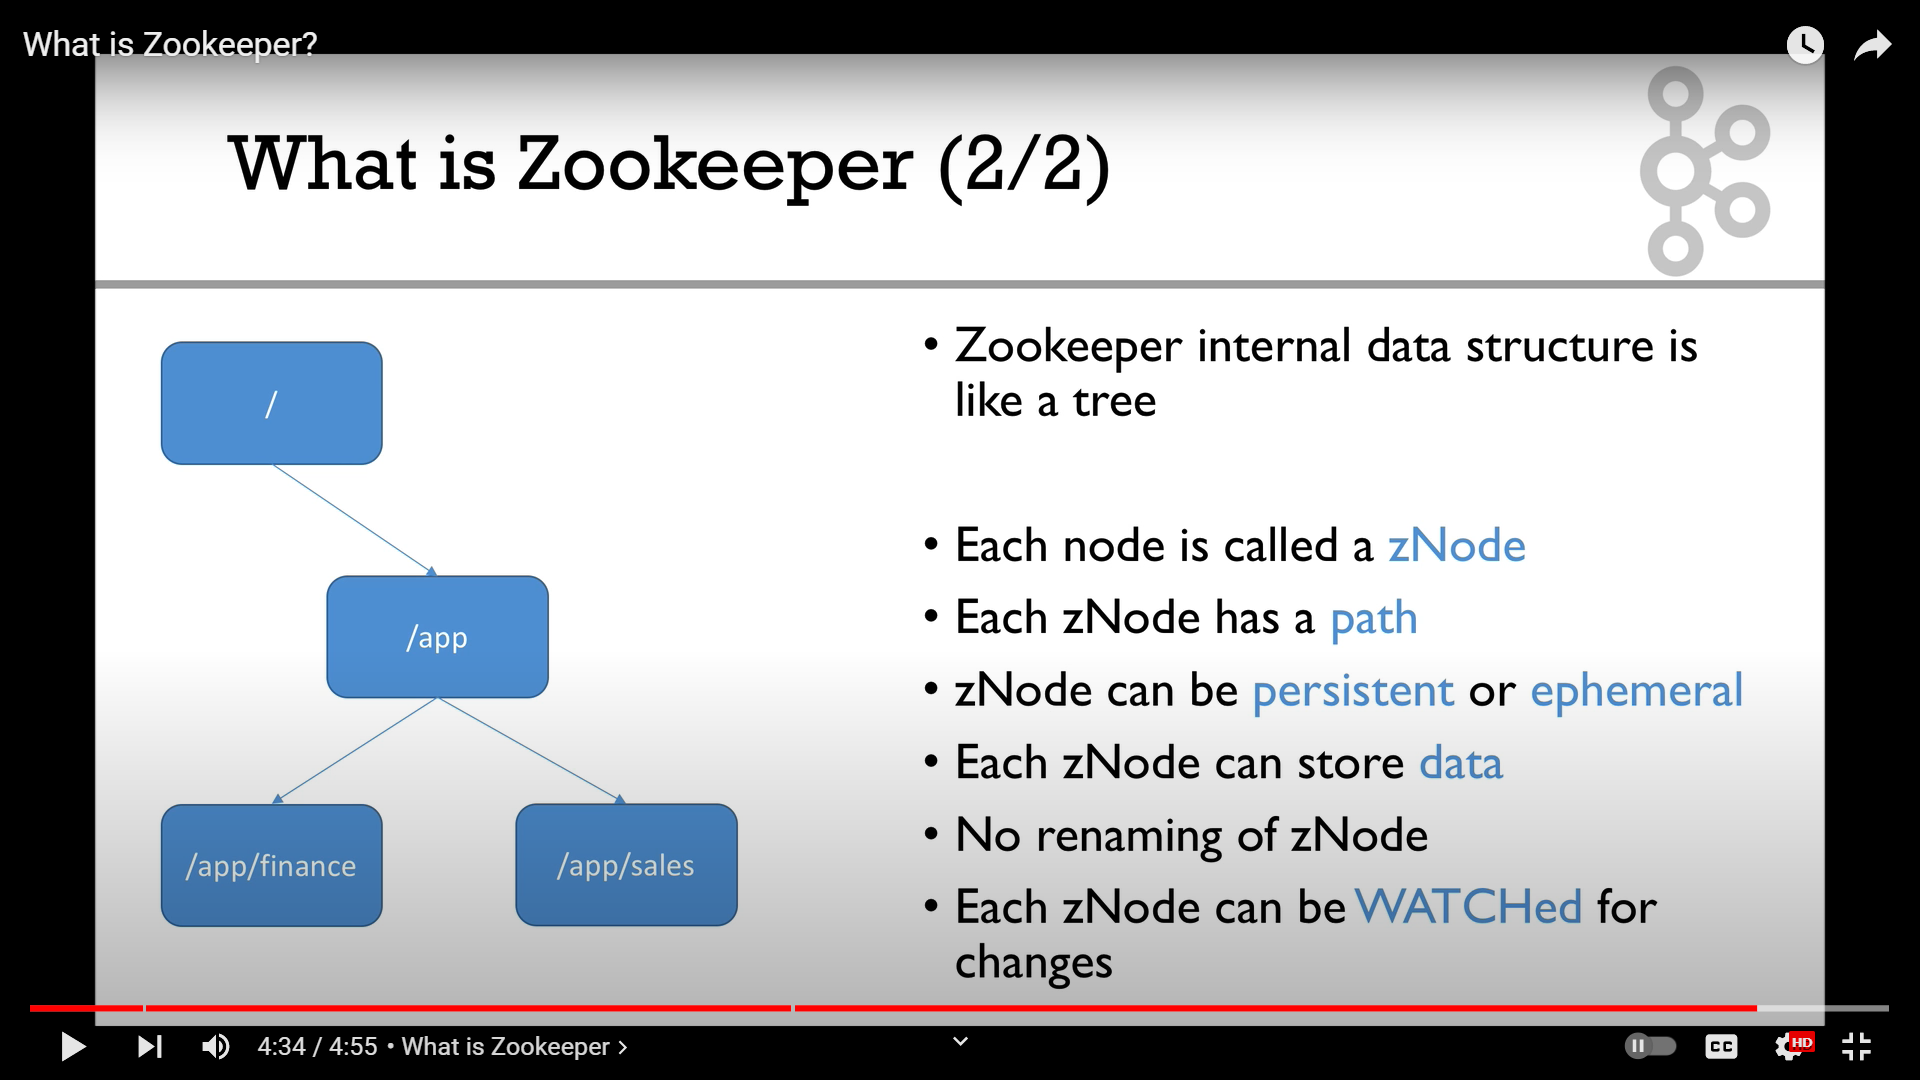 What is Zookeeper?
What is Zookeeper (2/2)
/
/app
/app/finance
/app/sales
• Zookeeper internal data structure is
like a tree
• Each node is called a zNode
• Each zNode has a path
• zNode can be persistent or ephemeral
• Each zNode can store data
• No renaming of zNode
• Each zNode can be WATCHed for
changes
4:34 / 4:55 • What is Zookeeper
CC
HD